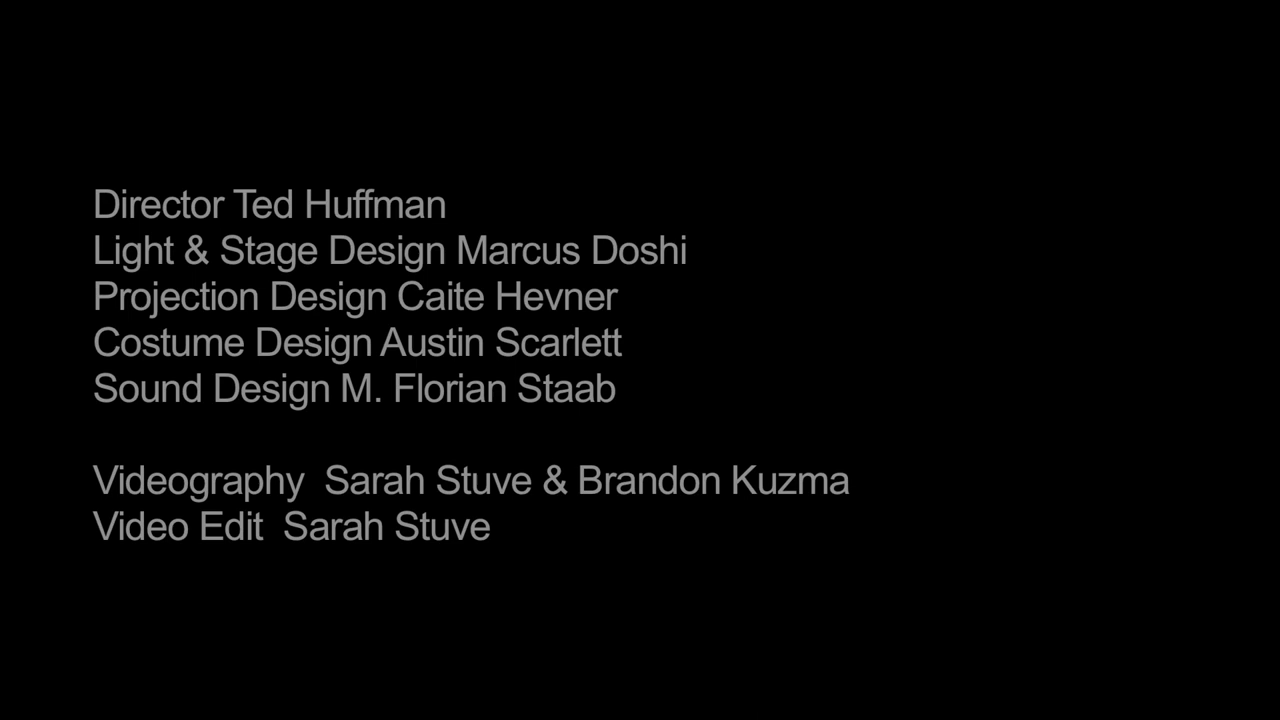 Director Ted Huffman
Light & Stage Design Marcus Doshi
Projection Design Caite Hevner
Costume Design Austin Scarlett
Sound Design M. Florian Staab
Videography  Sarah Stuve & Brandon Kuzma
Video Edit  Sarah Stuve